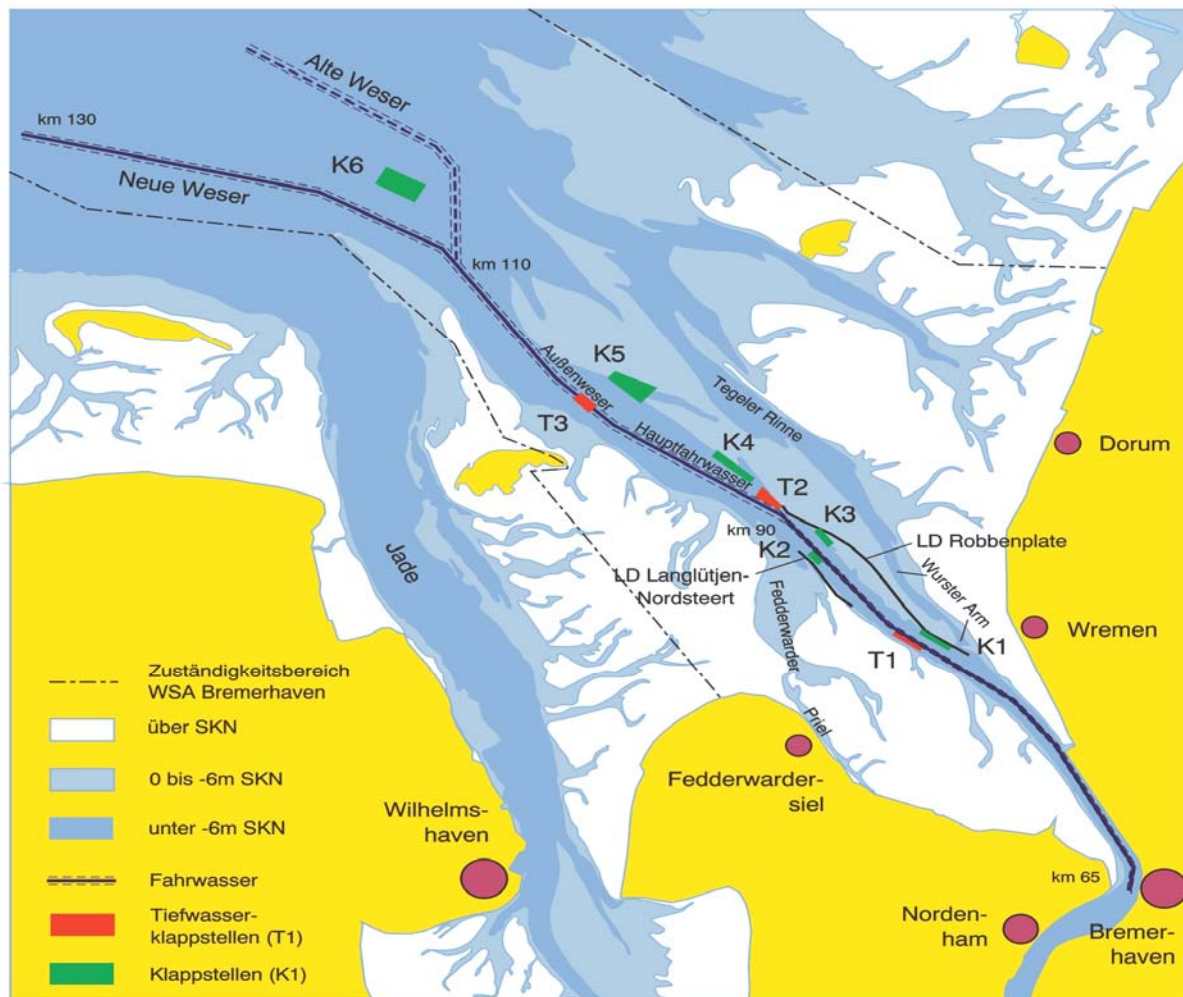 Alte Weser
km 130
K6
Neue Weser
km 110
K5
Außenweser
Tegeler Rinne
T3
Hauptfahrwasser
K4
Dorum
T2
K3
km 90
LD Robbenplate
K2
LD Langlütjen-
Nordsteert
Wurster Arm
Jade
Fedderwarder
Priel
Wremen
T1
K1
Fedderwarder-
siel
Wilhelms-
haven
km 65
Norden-
ham
Bremer-
haven
Zuständigkeitsbereich
WSA Bremerhaven
über SKN
0 bis -6m SKN
unter -6m SKN
Fahrwasser
Tiefwasser-
klappstellen (T1)
Klappstellen (K1)